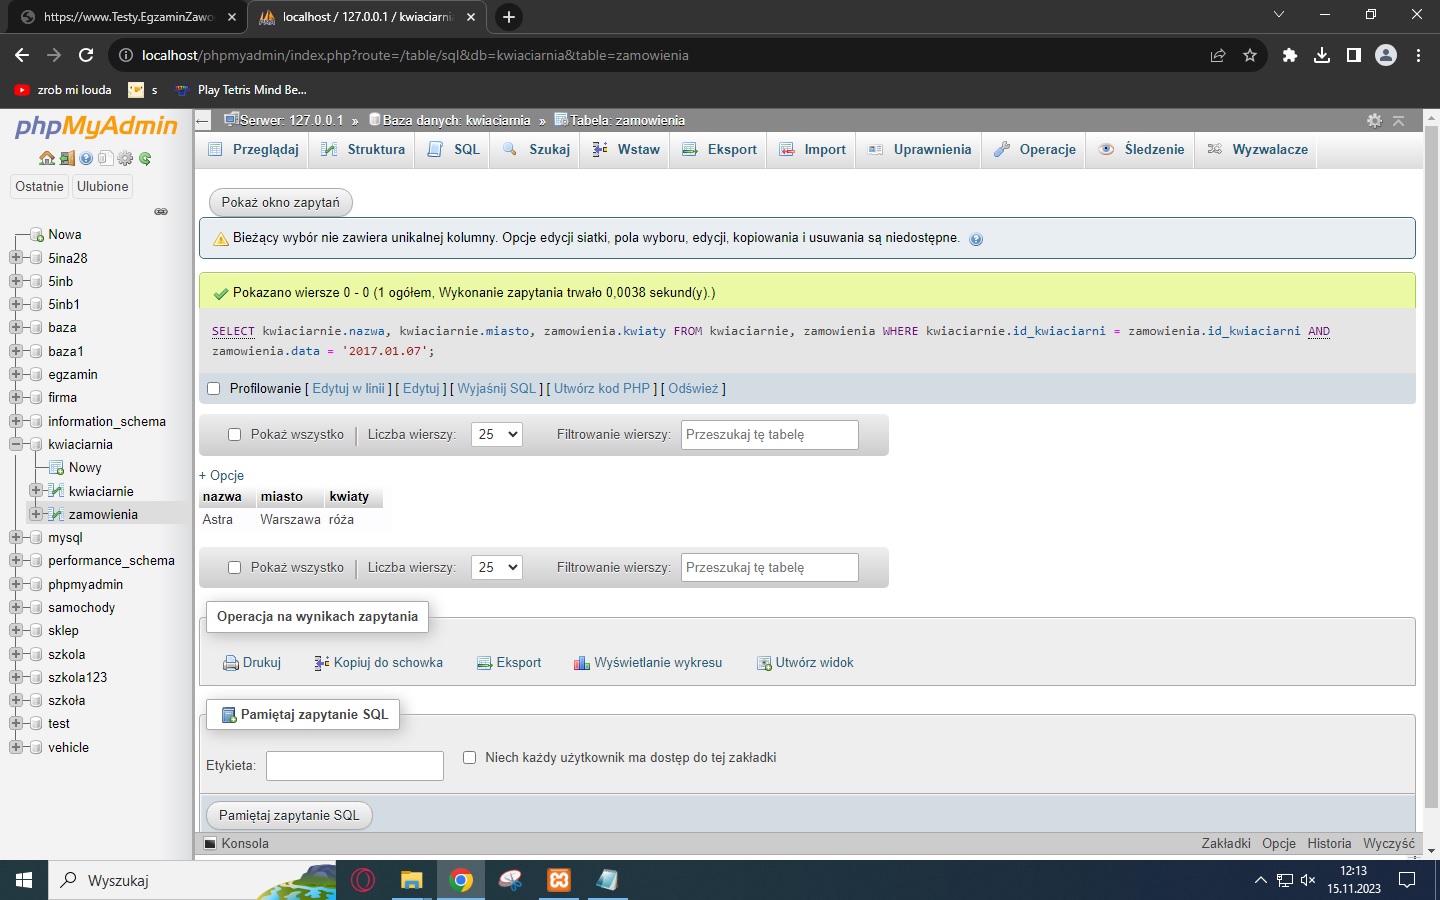 https://www.Testy.EgzaminZawo
localhost / 127.0.0.1 / kwiaciarnia
localhost/phpmyadmin/index.php?route=/table/sql&db=kwiaciarnia&table=zamowienia
zrob mi louda
s
Play Tetris Mind Be...
phpMyAdmin
Ostatnie
Ulubione
Nowa
5ina28
5inb
5inb1
baza
baza1
egzamin
firma
information_schema
kwiaciarnia
Nowy
kwiaciarnie
zamowienia
mysql
performance_schema
phpmyadmin
samochody
sklep
szkola
szkola123
szkoła
test
vehicle
Serwer: 127.0.0.1 » Baza danych: kwiaciarnia » Tabela: zamowienia
Przeglądaj Struktura SQL Szukaj Wstaw Eksport Import Uprawnienia Operacje Śledzenie Wyzwalacze
Pokaż okno zapytań
Bieżący wybór nie zawiera unikalnej kolumny. Opcje edycji siatki, pola wyboru, edycji, kopiowania i usuwania są niedostępne.
Pokazano wiersze 0 - 0 (1 ogółem, Wykonanie zapytania trwało 0,0038 sekund(y).)
SELECT kwiaciarnie.nazwa, kwiaciarnie.miasto, zamowienia.kwiaty FROM kwiaciarnie, zamowienia WHERE kwiaciarnie.id_kwiaciarni = zamowienia.id_kwiaciarni AND
zamowienia.data = '2017.01.07';
Profilowanie [ Edytuj w linii ] [ Edytuj ] [ Wyjaśnij SQL ] [ Utwórz kod PHP ] [ Odśwież ]
Pokaż wszystko | Liczba wierszy: 25 Filtrowanie wierszy: Przeszukaj tę tabelę
+ Opcje
nazwa miasto kwiaty
Astra Warszawa róża
Pokaż wszystko | Liczba wierszy: 25 Filtrowanie wierszy: Przeszukaj tę tabelę
Operacja na wynikach zapytania
Drukuj Kopiuj do schowka Eksport Wyświetlanie wykresu Utwórz widok
Pamiętaj zapytanie SQL
Etykieta: Niech każdy użytkownik ma dostęp do tej zakładki
Pamiętaj zapytanie SQL
Konsola
Zakładki Opcje Historia Wyczyść
Wyszukaj
12:13
15.11.2023